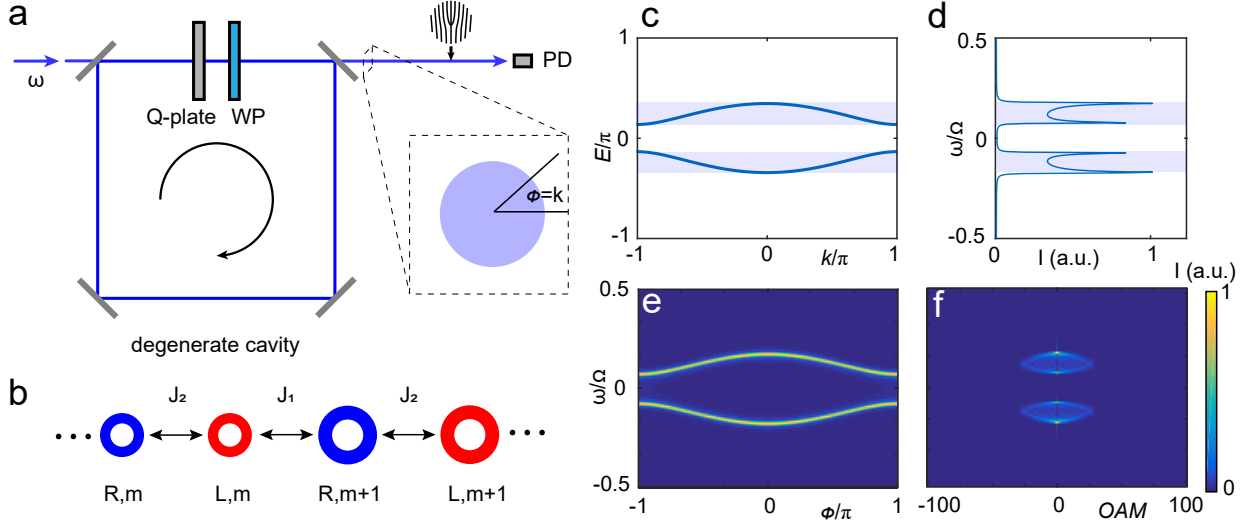 a
ω
Q-plate WP
PD
Φ=k
degenerate cavity
b
J₂ J₁ J₂
R,m L,m R,m+1 L,m+1
c
1
E/π
0
-1
-1 0 k/π 1
d
0.5
ω/Ω
0
-0.5
0 I (a.u.) 1
e
0.5
ω/Ω
0
-0.5
-1 0 Φ/π 1
f
-100 0 OAM 100
I (a.u.)
1
0